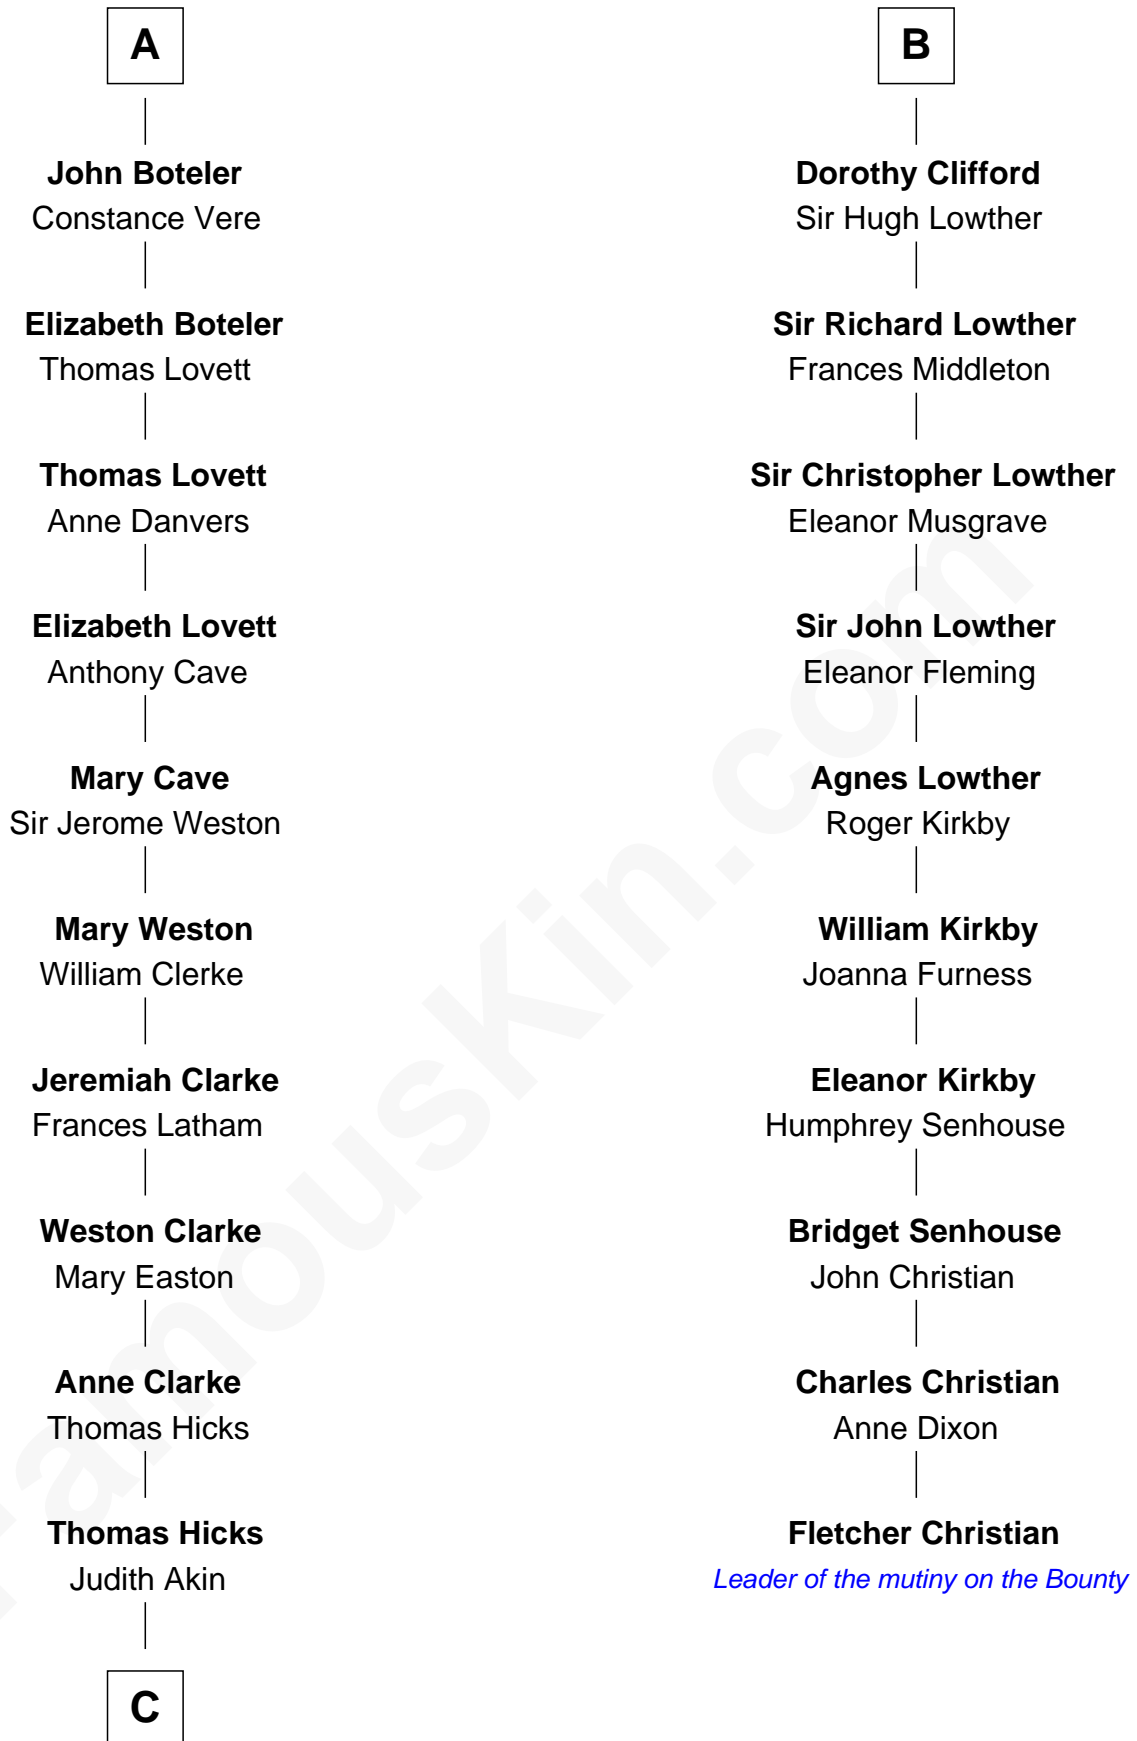 A
John Boteler
Constance Vere
Elizabeth Boteler
Thomas Lovett
Thomas Lovett
Anne Danvers
Elizabeth Lovett
Anthony Cave
Mary Cave
Sir Jerome Weston
Mary Weston
William Clerke
Jeremiah Clarke
Frances Latham
Weston Clarke
Mary Easton
Anne Clarke
Thomas Hicks
Thomas Hicks
Judith Akin
C
B
Dorothy Clifford
Sir Hugh Lowther
Sir Richard Lowther
Frances Middleton
Sir Christopher Lowther
Eleanor Musgrave
Sir John Lowther
Eleanor Fleming
Agnes Lowther
Roger Kirkby
William Kirkby
Joanna Furness
Eleanor Kirkby
Humphrey Senhouse
Bridget Senhouse
John Christian
Charles Christian
Anne Dixon
Fletcher Christian
Leader of the mutiny on the Bounty
FamousKin.com